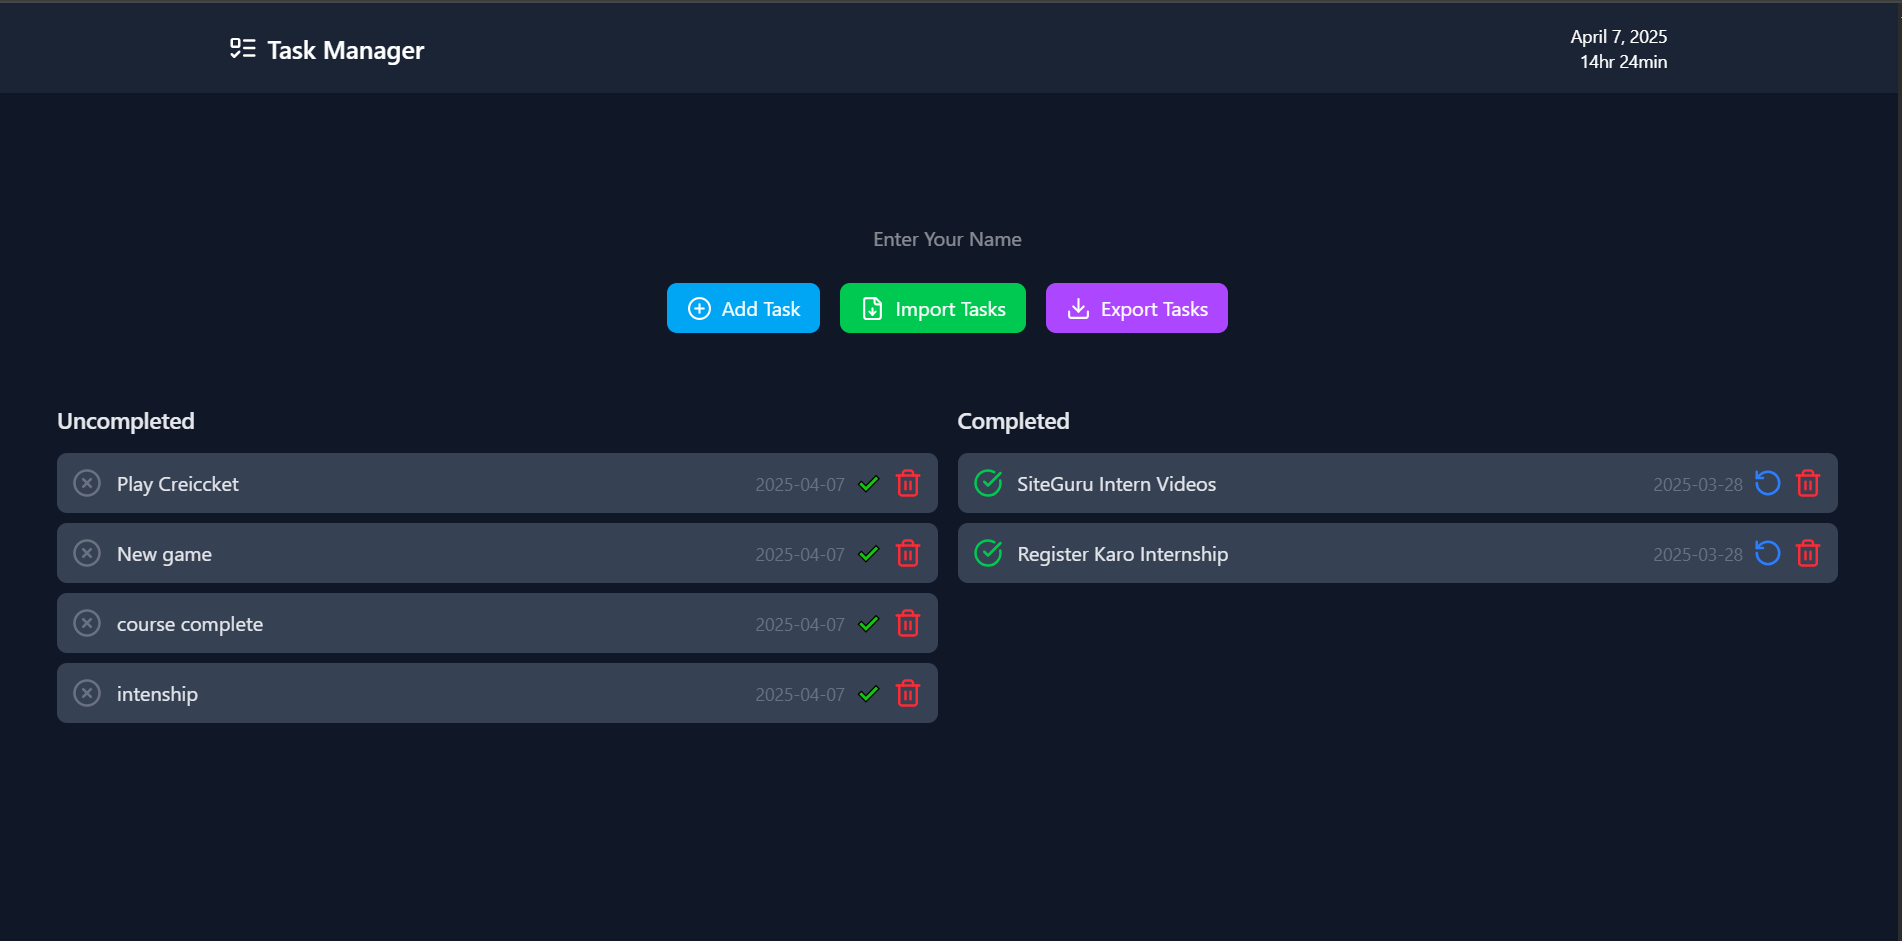 Task Manager
April 7, 2025
14hr 24min
Enter Your Name
Add Task
Import Tasks
Export Tasks
Uncompleted
Play Creiccket 2025-04-07
New game 2025-04-07
course complete 2025-04-07
intenship 2025-04-07
Completed
SiteGuru Intern Videos 2025-03-28
Register Karo Internship 2025-03-28